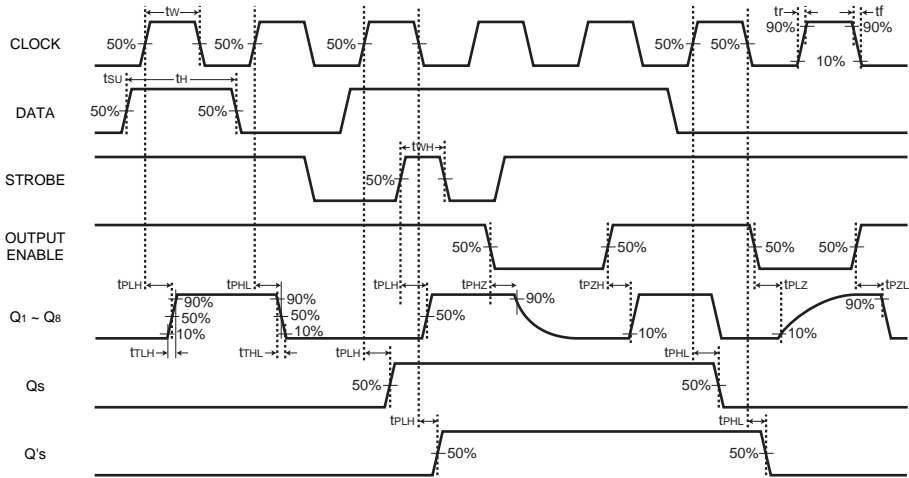 tW tr tf
90% 90%
CLOCK 50% 50% 50% 50% 50%
10%
tSU tH
DATA 50% 50%
tWH
STROBE 50%
OUTPUT
ENABLE
50% 50% 50% 50%
tPLH tPHL tPLH tPHZ tPZH tPLZ tPZL
90% 90% 90% 90%
Q1 ~ Q8 50% 50% 50%
10% 10% 10% 10%
tTLH tTHL tPLH tPHL
Qs 50% 50%
tPLH tPHL
Q's 50% 50%